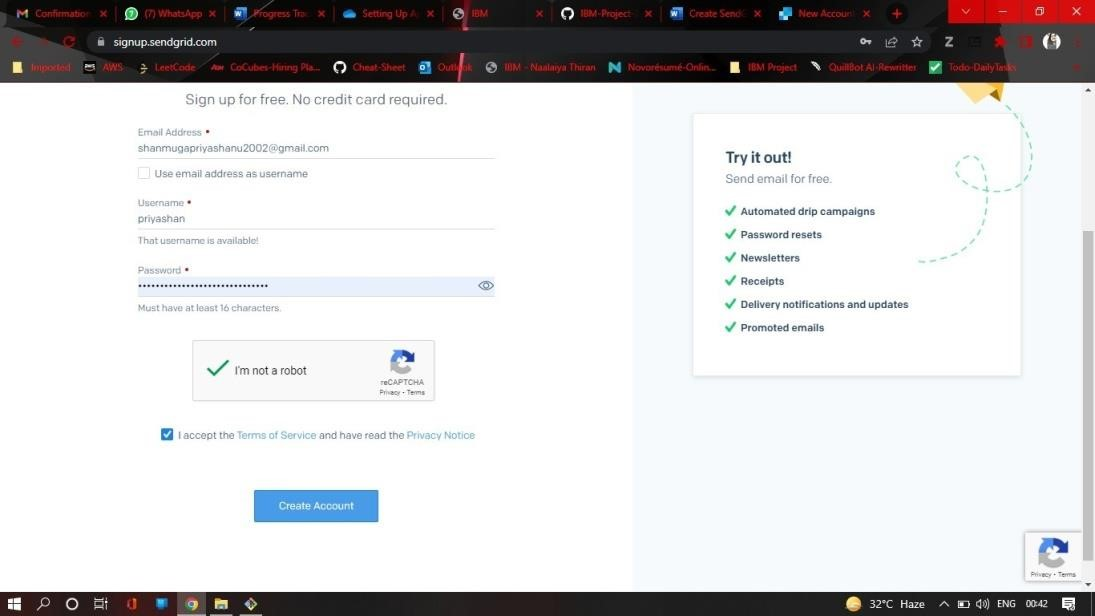 Confirmation
(7) WhatsApp
Progress Trac
Setting Up A
IBM
IBM-Project-
Create SendG
New Account
signup.sendgrid.com
Imported
AWS
LeetCode
CoCubes-Hiring Pla...
Cheat-Sheet
Outlook
IBM - Naalaiya Thiran
Novorésumé-Onlin...
IBM Project
QuillBot AI-Rewritter
Todo-DailyTasks
Sign up for free. No credit card required.
Email Address •
shanmugapriyashanu2002@gmail.com
Use email address as username
Username •
priyashan
That username is available!
Password •
Must have at least 16 characters.
I'm not a robot
reCAPTCHA
Privacy - Terms
I accept the Terms of Service and have read the Privacy Notice
Create Account
Try it out!
Send email for free.
Automated drip campaigns
Password resets
Newsletters
Receipts
Delivery notifications and updates
Promoted emails
Privacy - Terms
32°C Haze
ENG
00:42